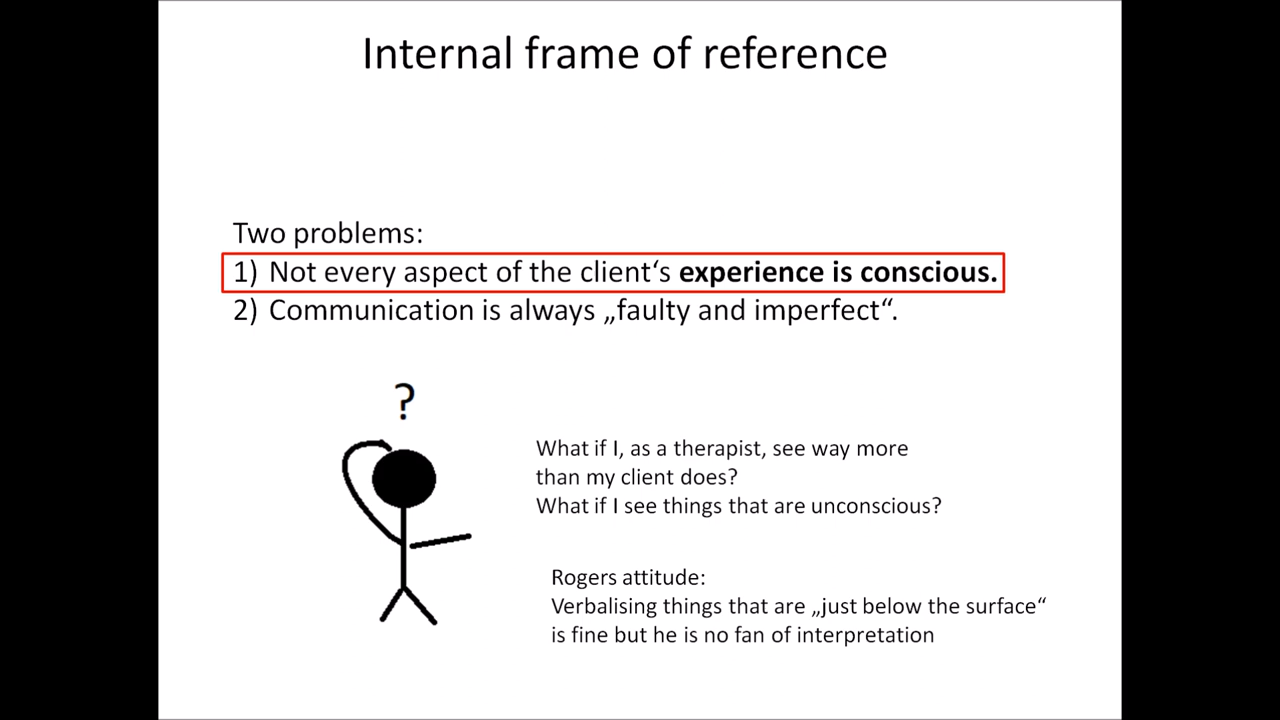 Internal frame of reference
Two problems:
1) Not every aspect of the client‘s experience is conscious.
2) Communication is always „faulty and imperfect“.
?
What if I, as a therapist, see way more
than my client does?
What if I see things that are unconscious?
Rogers attitude:
Verbalising things that are „just below the surface“
is fine but he is no fan of interpretation